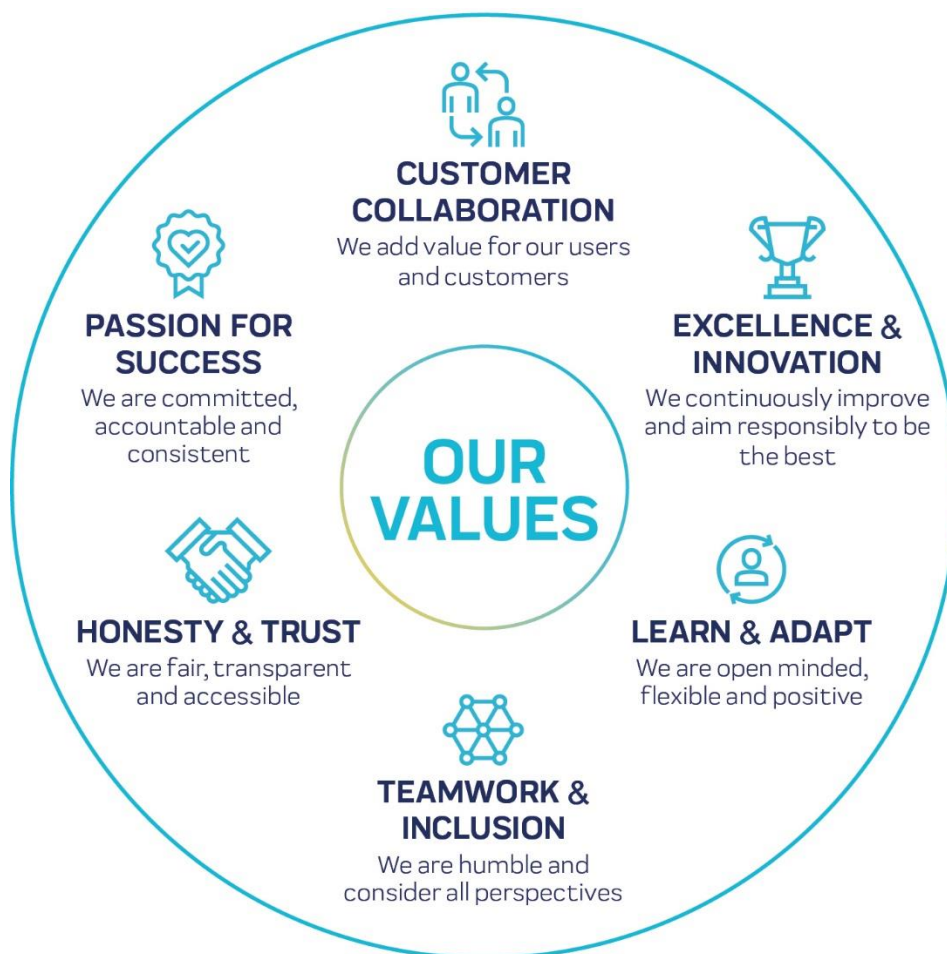 CUSTOMER
COLLABORATION
We add value for our users
and customers
EXCELLENCE &
INNOVATION
We continuously improve
and aim responsibly to be
the best
LEARN & ADAPT
We are open minded,
flexible and positive
TEAMWORK &
INCLUSION
We are humble and
consider all perspectives
HONESTY & TRUST
We are fair, transparent
and accessible
PASSION FOR
SUCCESS
We are committed,
accountable and
consistent
OUR
VALUES